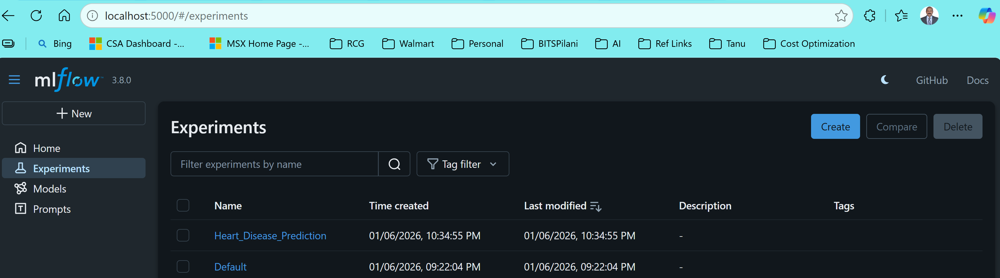 localhost:5000/#/experiments
Bing CSA Dashboard -... MSX Home Page -... RCG Walmart Personal BITSPilani AI Ref Links Tanu Cost Optimization
mlflow™ 3.8.0 GitHub Docs
New
Home
Experiments
Models
Prompts
Experiments Create Compare Delete
Filter experiments by name Tag filter
Name Time created Last modified Description Tags
Heart_Disease_Prediction 01/06/2026, 10:34:55 PM 01/06/2026, 10:34:55 PM -
Default 01/06/2026, 09:22:04 PM 01/06/2026, 09:22:04 PM -